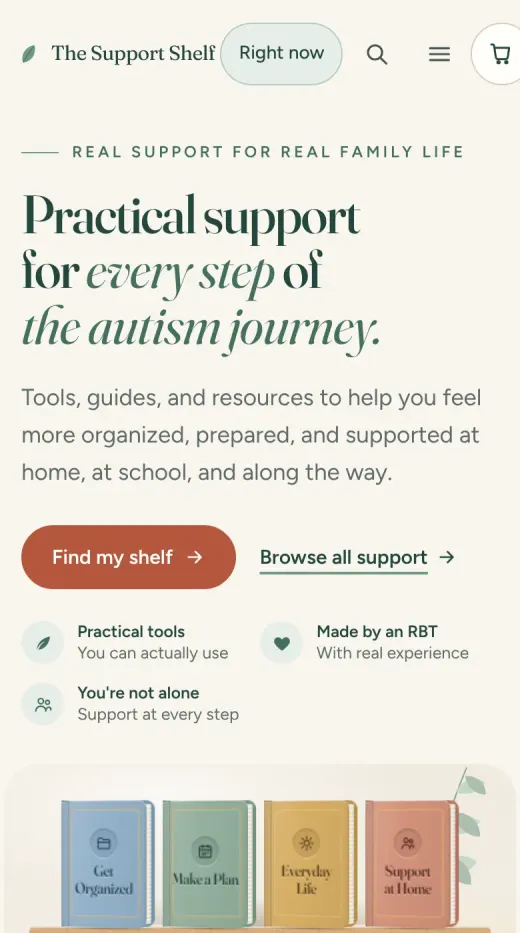 The Support Shelf
Right now
REAL SUPPORT FOR REAL FAMILY LIFE
Practical support
for every step of
the autism journey.
Tools, guides, and resources to help you feel
more organized, prepared, and supported at
home, at school, and along the way.
Find my shelf →
Browse all support →
Practical tools
You can actually use
Made by an RBT
With real experience
You're not alone
Support at every step
Get
Organized
Make a Plan
Everyday
Life
Support
at Home